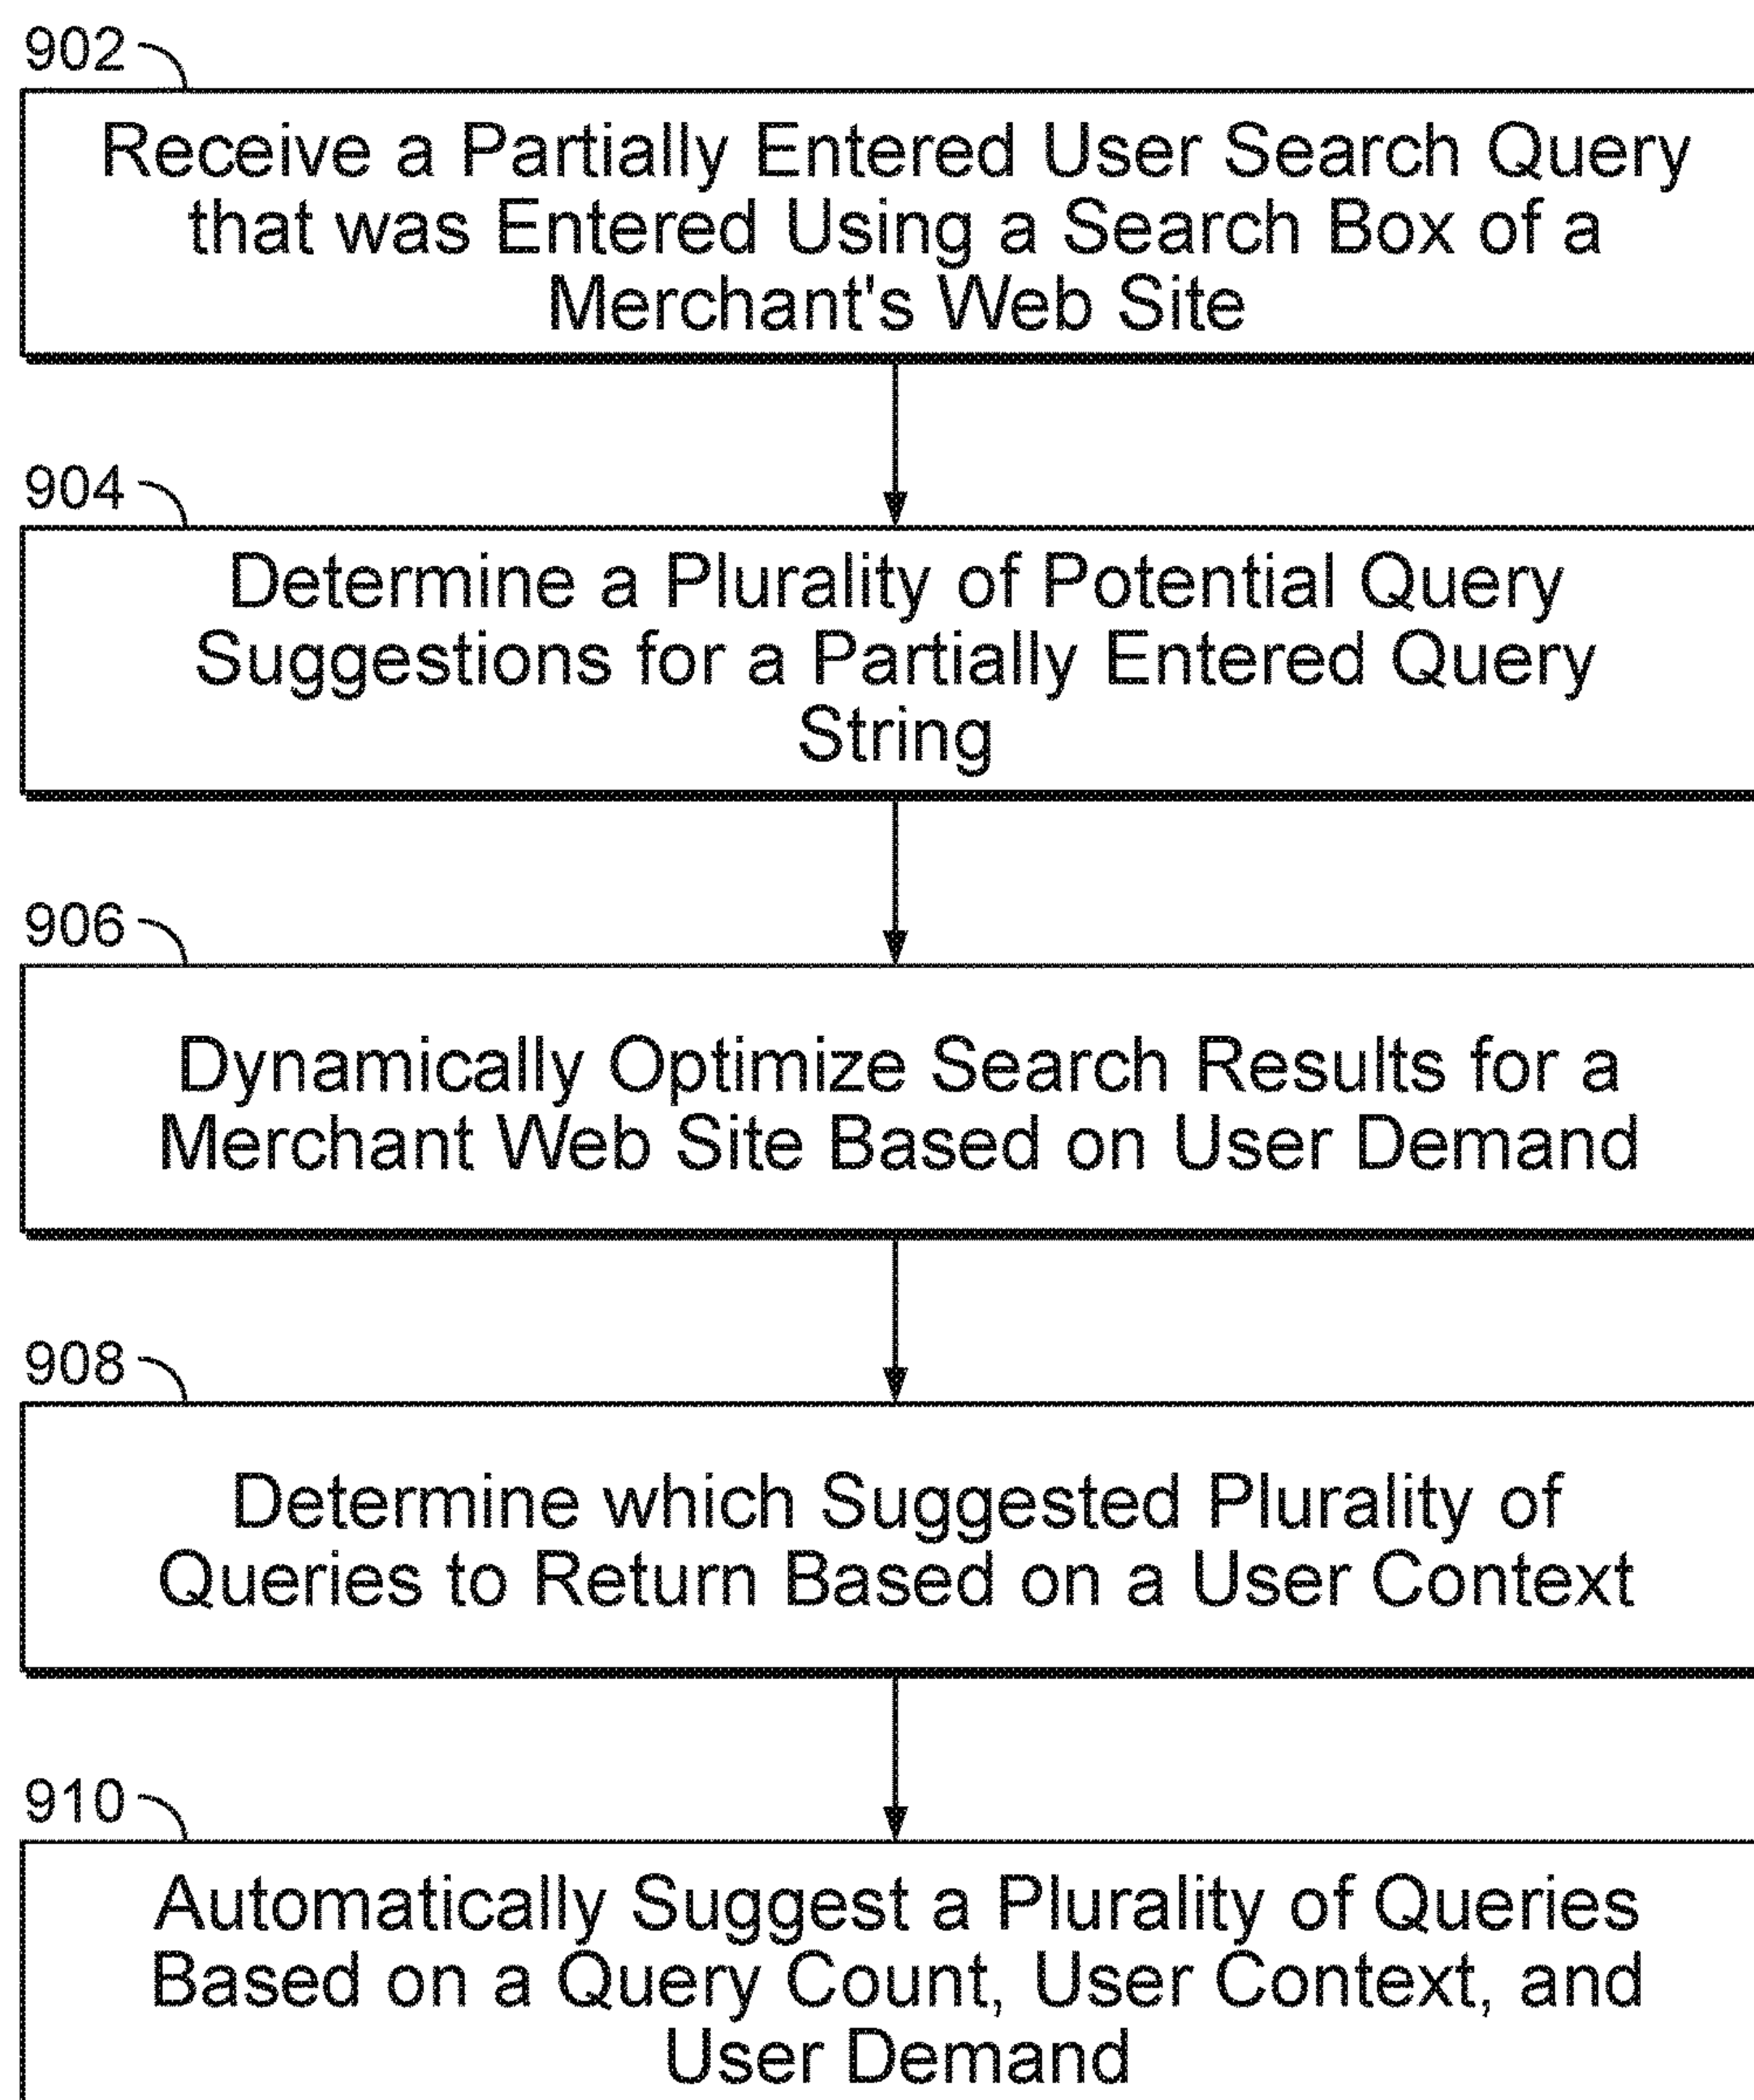 902
Receive a Partially Entered User Search Query
that was Entered Using a Search Box of a
Merchant's Web Site
904
Determine a Plurality of Potential Query
Suggestions for a Partially Entered Query
String
906
Dynamically Optimize Search Results for a
Merchant Web Site Based on User Demand
908
Determine which Suggested Plurality of
Queries to Return Based on a User Context
910
Automatically Suggest a Plurality of Queries
Based on a Query Count, User Context, and
User Demand